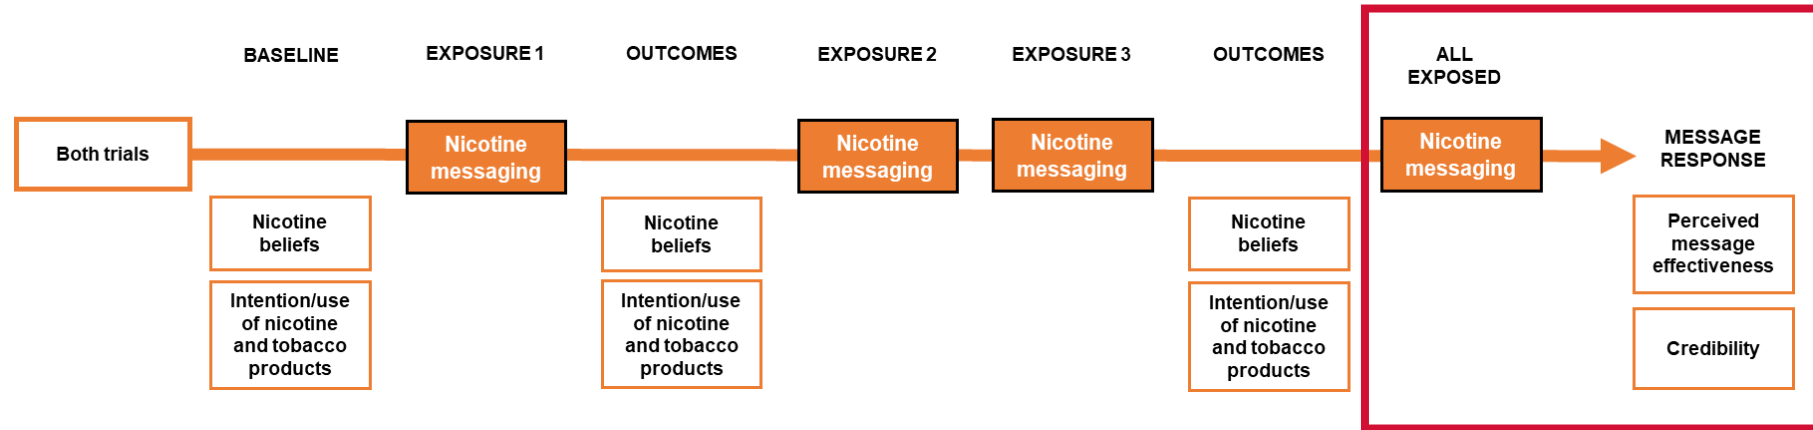 BASELINE
EXPOSURE 1
OUTCOMES
EXPOSURE 2
EXPOSURE 3
OUTCOMES
ALL
EXPOSED
Both trials
Nicotine
messaging
Nicotine
messaging
Nicotine
messaging
Nicotine
messaging
MESSAGE
RESPONSE
Nicotine
beliefs
Nicotine
beliefs
Nicotine
beliefs
Perceived
message
effectiveness
Intention/use
of nicotine
and tobacco
products
Intention/use
of nicotine
and tobacco
products
Intention/use
of nicotine
and tobacco
products
Credibility